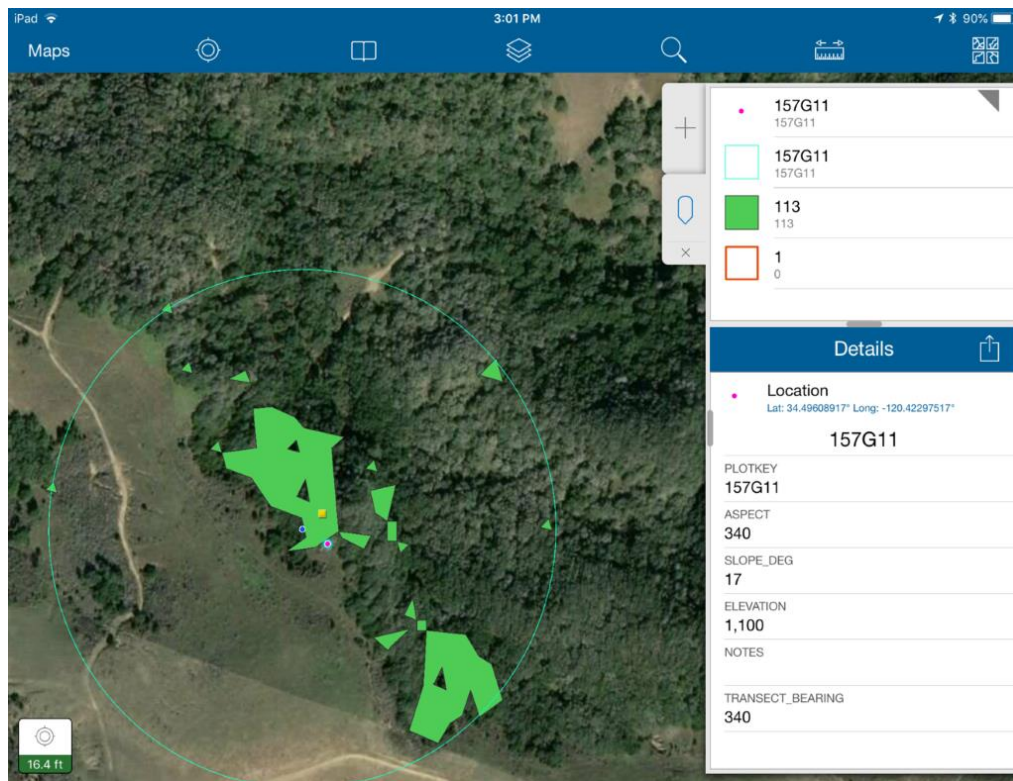 iPad 3:01 PM 90%
Maps
157G11
157G11
157G11
157G11
113
113
1
0
Details
Location
Lat: 34.49608917° Long: -120.42297517°
157G11
PLOTKEY
157G11
ASPECT
340
SLOPE_DEG
17
ELEVATION
1,100
NOTES
TRANSECT_BEARING
340
16.4 ft